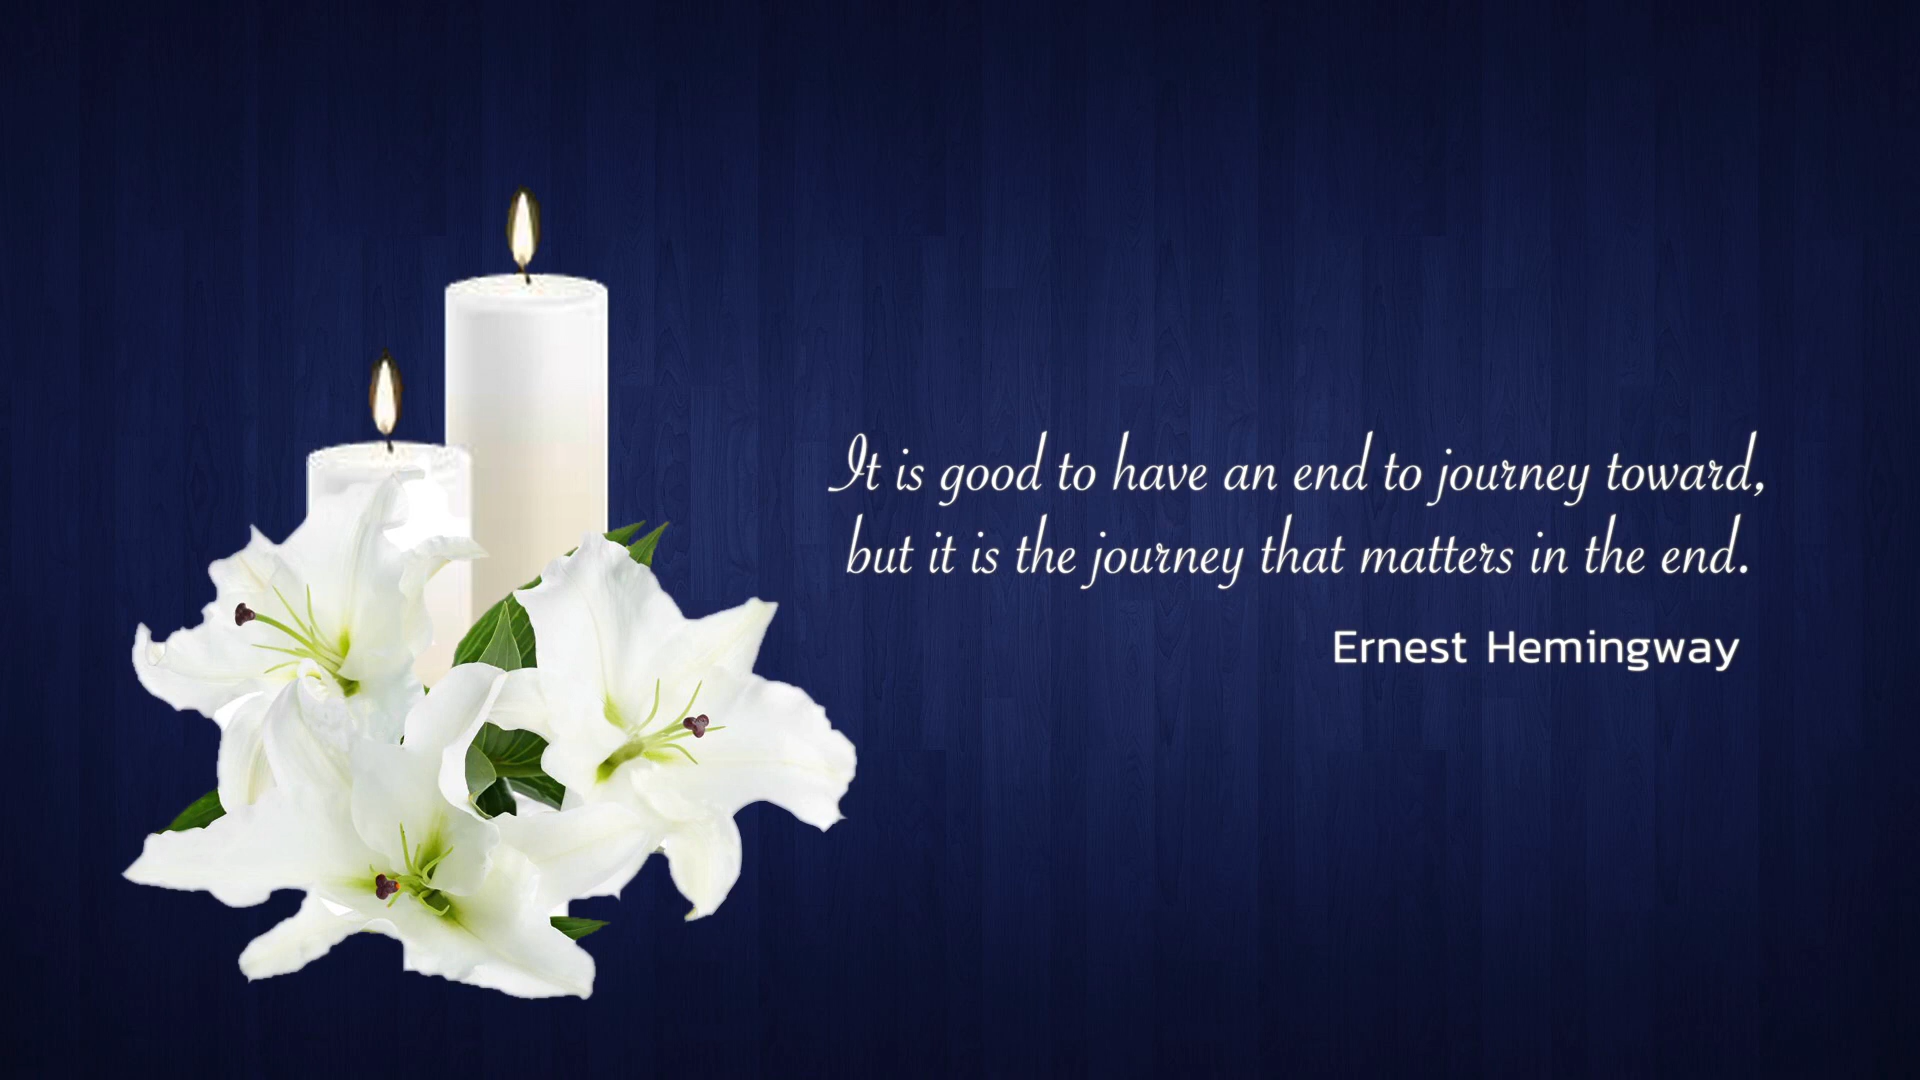 It is good to have an end to journey toward,
but it is the journey that matters in the end.
Ernest Hemingway